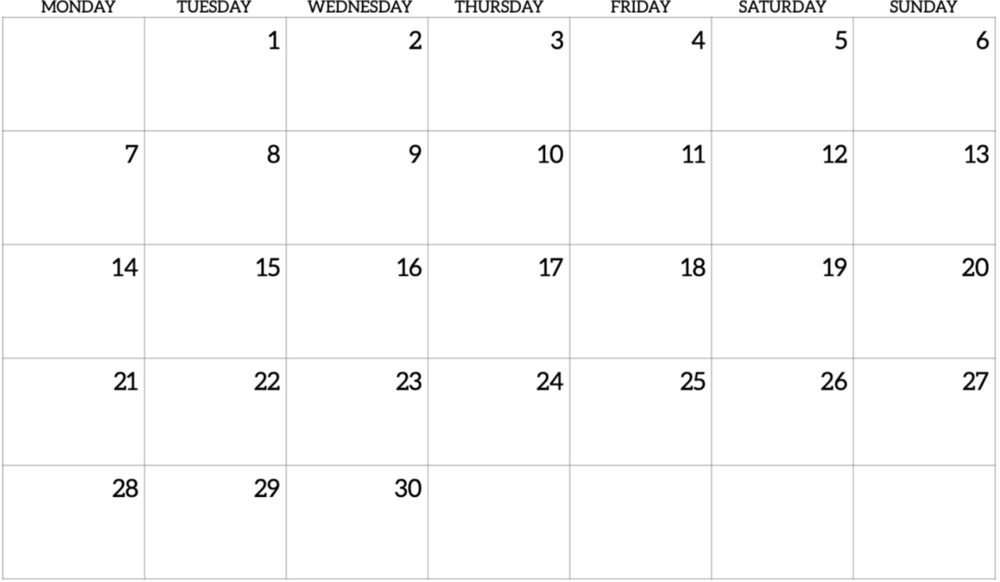 MONDAY TUESDAY WEDNESDAY THURSDAY FRIDAY SATURDAY SUNDAY
1 2 3 4 5 6
7 8 9 10 11 12 13
14 15 16 17 18 19 20
21 22 23 24 25 26 27
28 29 30